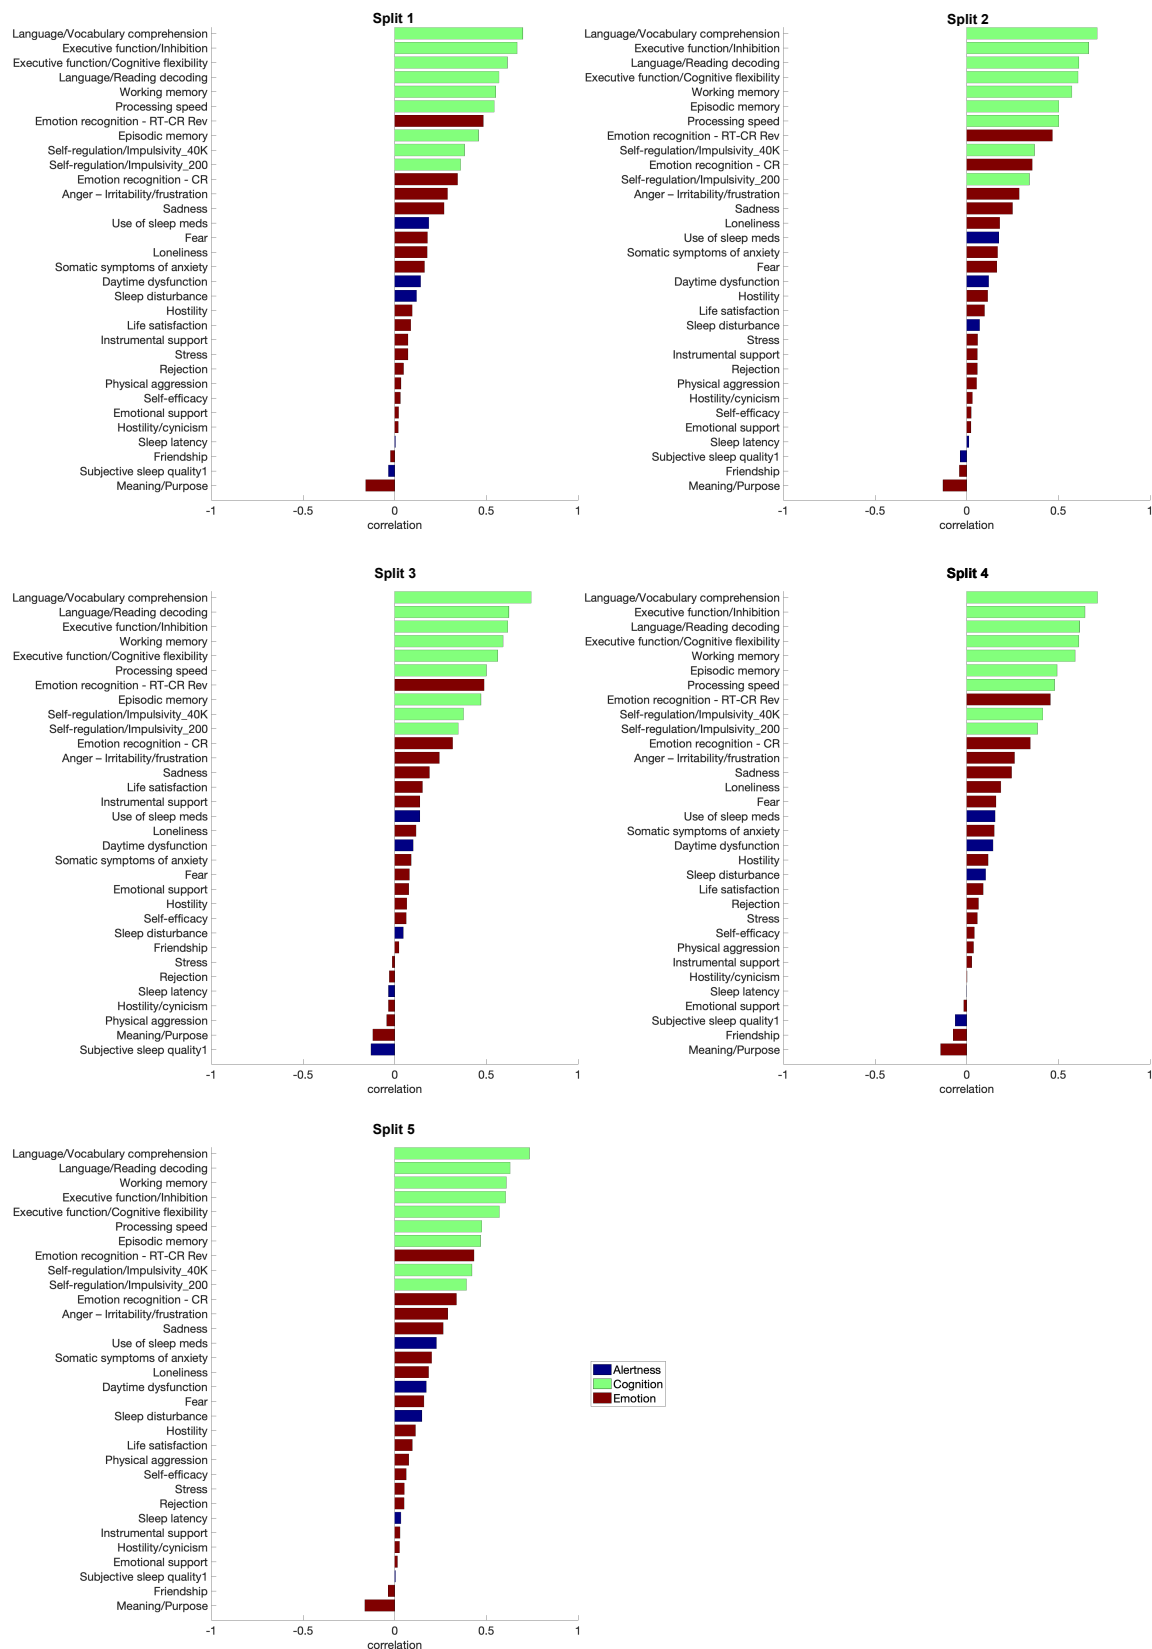 Split 1
Language/Vocabulary comprehension
Executive function/Inhibition
Executive function/Cognitive flexibility
Language/Reading decoding
Working memory
Processing speed
Emotion recognition - RT-CR Rev
Episodic memory
Self-regulation/Impulsivity_40K
Self-regulation/Impulsivity_200
Emotion recognition - CR
Anger – Irritability/frustration
Sadness
Use of sleep meds
Fear
Loneliness
Somatic symptoms of anxiety
Daytime dysfunction
Sleep disturbance
Hostility
Life satisfaction
Instrumental support
Stress
Rejection
Physical aggression
Self-efficacy
Emotional support
Hostility/cynicism
Sleep latency
Friendship
Subjective sleep quality1
Meaning/Purpose
-1 -0.5 0 0.5 1
correlation
Split 2
Language/Vocabulary comprehension
Executive function/Inhibition
Language/Reading decoding
Executive function/Cognitive flexibility
Working memory
Episodic memory
Processing speed
Emotion recognition - RT-CR Rev
Self-regulation/Impulsivity_40K
Emotion recognition - CR
Self-regulation/Impulsivity_200
Anger – Irritability/frustration
Sadness
Loneliness
Use of sleep meds
Somatic symptoms of anxiety
Fear
Daytime dysfunction
Hostility
Life satisfaction
Sleep disturbance
Stress
Instrumental support
Rejection
Physical aggression
Hostility/cynicism
Self-efficacy
Emotional support
Sleep latency
Subjective sleep quality1
Friendship
Meaning/Purpose
-1 -0.5 0 0.5 1
correlation
Split 3
Language/Vocabulary comprehension
Language/Reading decoding
Executive function/Inhibition
Working memory
Executive function/Cognitive flexibility
Processing speed
Emotion recognition - RT-CR Rev
Episodic memory
Self-regulation/Impulsivity_40K
Self-regulation/Impulsivity_200
Emotion recognition - CR
Anger – Irritability/frustration
Sadness
Life satisfaction
Instrumental support
Use of sleep meds
Loneliness
Daytime dysfunction
Somatic symptoms of anxiety
Fear
Emotional support
Hostility
Self-efficacy
Sleep disturbance
Friendship
Stress
Rejection
Sleep latency
Hostility/cynicism
Physical aggression
Meaning/Purpose
Subjective sleep quality1
-1 -0.5 0 0.5 1
correlation
Split 4
Language/Vocabulary comprehension
Executive function/Inhibition
Language/Reading decoding
Executive function/Cognitive flexibility
Working memory
Episodic memory
Processing speed
Emotion recognition - RT-CR Rev
Self-regulation/Impulsivity_40K
Self-regulation/Impulsivity_200
Emotion recognition - CR
Anger – Irritability/frustration
Sadness
Loneliness
Fear
Use of sleep meds
Somatic symptoms of anxiety
Daytime dysfunction
Hostility
Sleep disturbance
Life satisfaction
Rejection
Stress
Self-efficacy
Physical aggression
Instrumental support
Hostility/cynicism
Sleep latency
Emotional support
Subjective sleep quality1
Friendship
Meaning/Purpose
-1 -0.5 0 0.5 1
correlation
Split 5
Language/Vocabulary comprehension
Language/Reading decoding
Working memory
Executive function/Inhibition
Executive function/Cognitive flexibility
Processing speed
Episodic memory
Emotion recognition - RT-CR Rev
Self-regulation/Impulsivity_40K
Self-regulation/Impulsivity_200
Emotion recognition - CR
Anger – Irritability/frustration
Sadness
Use of sleep meds
Somatic symptoms of anxiety
Loneliness
Daytime dysfunction
Fear
Sleep disturbance
Hostility
Life satisfaction
Physical aggression
Self-efficacy
Stress
Rejection
Sleep latency
Instrumental support
Hostility/cynicism
Emotional support
Subjective sleep quality1
Friendship
Meaning/Purpose
-1 -0.5 0 0.5 1
correlation
Alertness
Cognition
Emotion